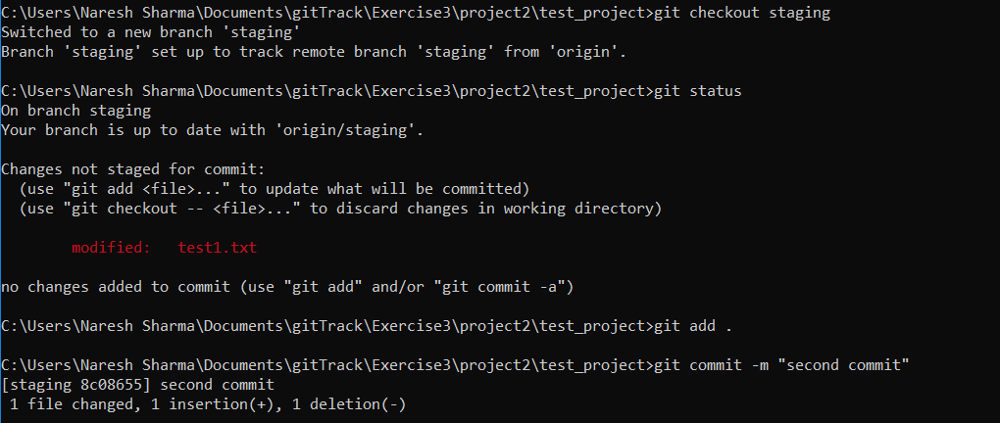 C:\Users\Naresh Sharma\Documents\gitTrack\Exercise3\project2\test_project>git checkout staging
Switched to a new branch 'staging'
Branch 'staging' set up to track remote branch 'staging' from 'origin'.
C:\Users\Naresh Sharma\Documents\gitTrack\Exercise3\project2\test_project>git status
On branch staging
Your branch is up to date with 'origin/staging'.
Changes not staged for commit:
  (use "git add <file>..." to update what will be committed)
  (use "git checkout -- <file>..." to discard changes in working directory)
        modified:   test1.txt
no changes added to commit (use "git add" and/or "git commit -a")
C:\Users\Naresh Sharma\Documents\gitTrack\Exercise3\project2\test_project>git add .
C:\Users\Naresh Sharma\Documents\gitTrack\Exercise3\project2\test_project>git commit -m "second commit"
[staging 8c08655] second commit
 1 file changed, 1 insertion(+), 1 deletion(-)